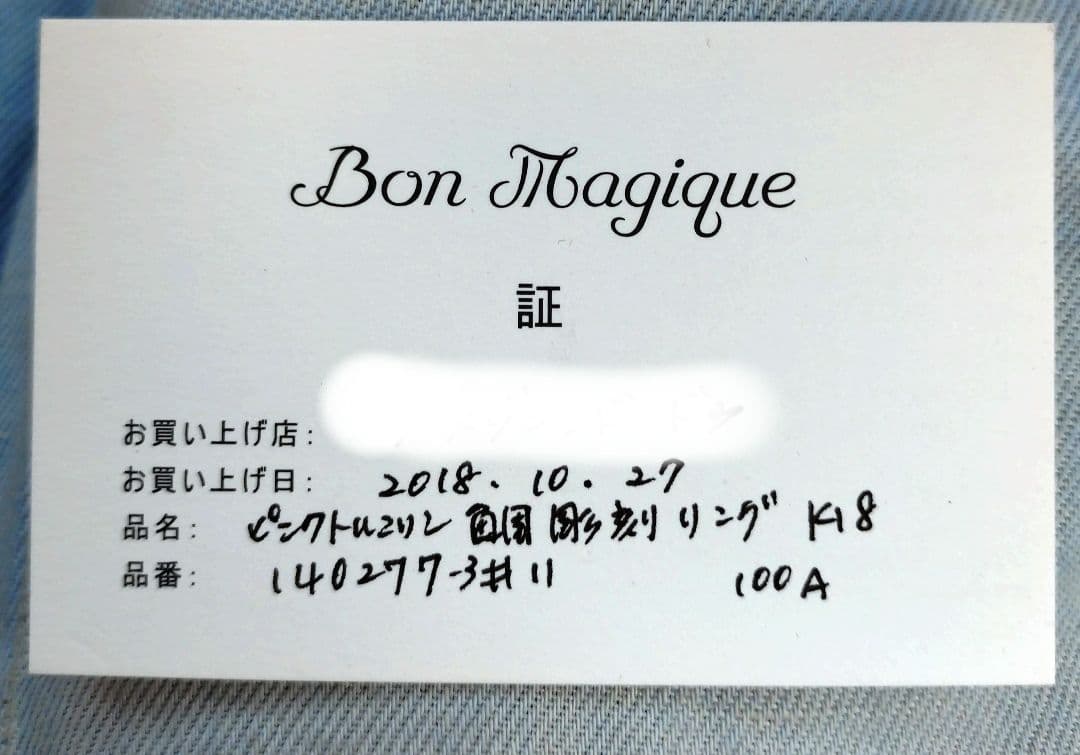 Bon Magique
証
お買い上げ店:
お買い上げ日: 2018. 10. 27
品名: ピンクトルマリン 彫刻 リング K18
品番: 140277-3#11 100A